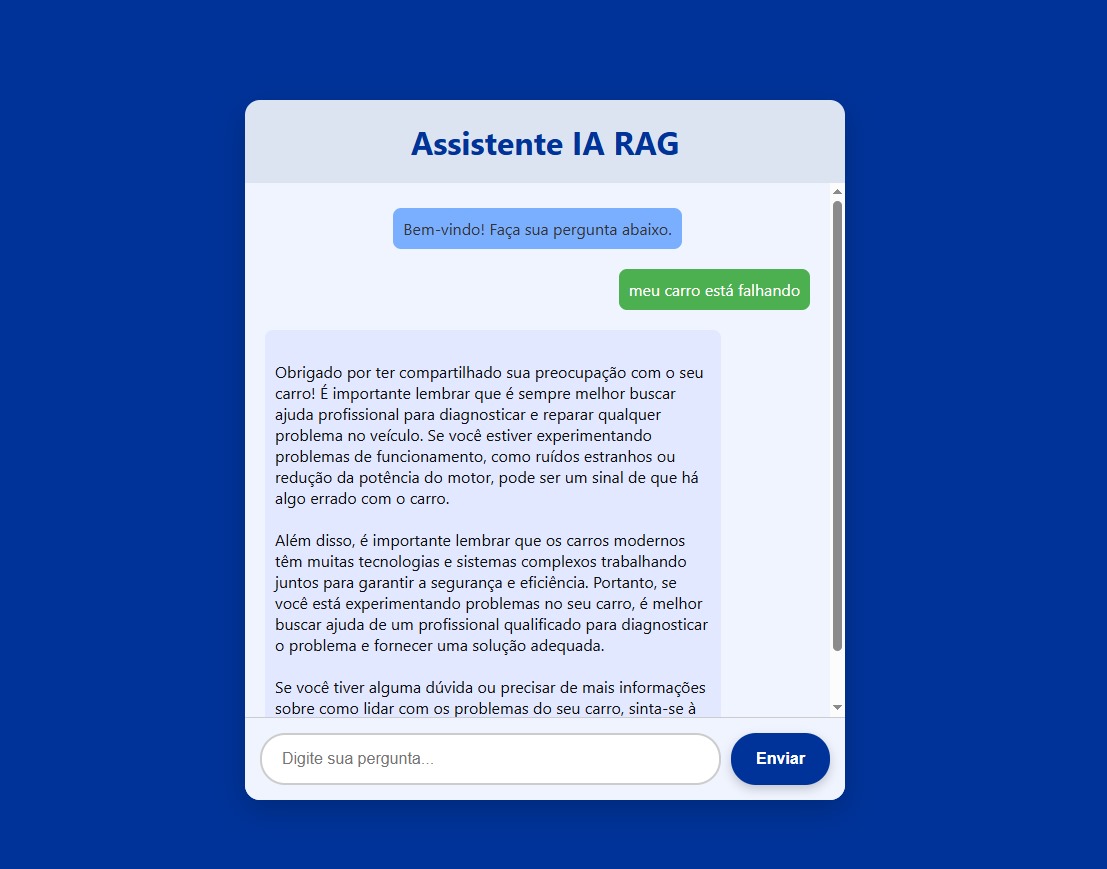 Assistente IA RAG
Bem-vindo! Faça sua pergunta abaixo.
meu carro está falhando
Obrigado por ter compartilhado sua preocupação com o seu
carro! É importante lembrar que é sempre melhor buscar
ajuda profissional para diagnosticar e reparar qualquer
problema no veículo. Se você estiver experimentando
problemas de funcionamento, como ruídos estranhos ou
redução da potência do motor, pode ser um sinal de que há
algo errado com o carro.
Além disso, é importante lembrar que os carros modernos
têm muitas tecnologias e sistemas complexos trabalhando
juntos para garantir a segurança e eficiência. Portanto, se
você está experimentando problemas no seu carro, é melhor
buscar ajuda de um profissional qualificado para diagnosticar
o problema e fornecer uma solução adequada.
Se você tiver alguma dúvida ou precisar de mais informações
sobre como lidar com os problemas do seu carro, sinta-se à
Digite sua pergunta...
Enviar